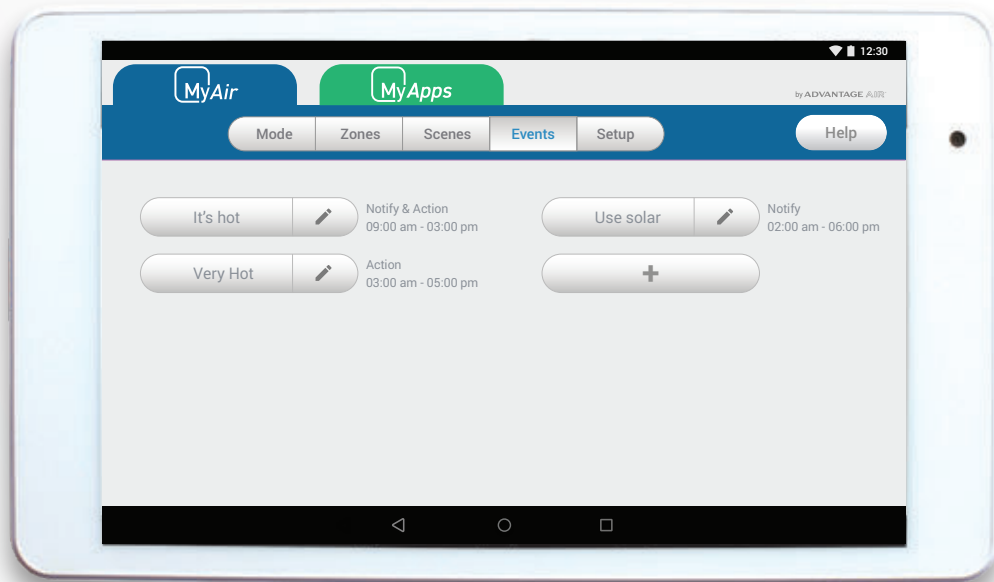 12:30
MyAir
MyApps
by ADVANTAGE AIR
Mode
Zones
Scenes
Events
Setup
Help
It's hot
Notify & Action
09:00 am - 03:00 pm
Use solar
Notify
02:00 am - 06:00 pm
Very Hot
Action
03:00 am - 05:00 pm